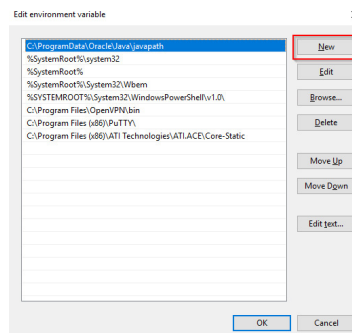 Edit environment variable
C:\ProgramData\Oracle\Java\javapath
%SystemRoot%\system32
%SystemRoot%
%SystemRoot%\System32\Wbem
%SYSTEMROOT%\System32\WindowsPowerShell\v1.0\
C:\Program Files\OpenVPN\bin
C:\Program Files (x86)\PuTTY\
C:\Program Files (x86)\ATI Technologies\ATI.ACE\Core-Static
New
Edit
Browse...
Delete
Move Up
Move Down
Edit text...
OK
Cancel